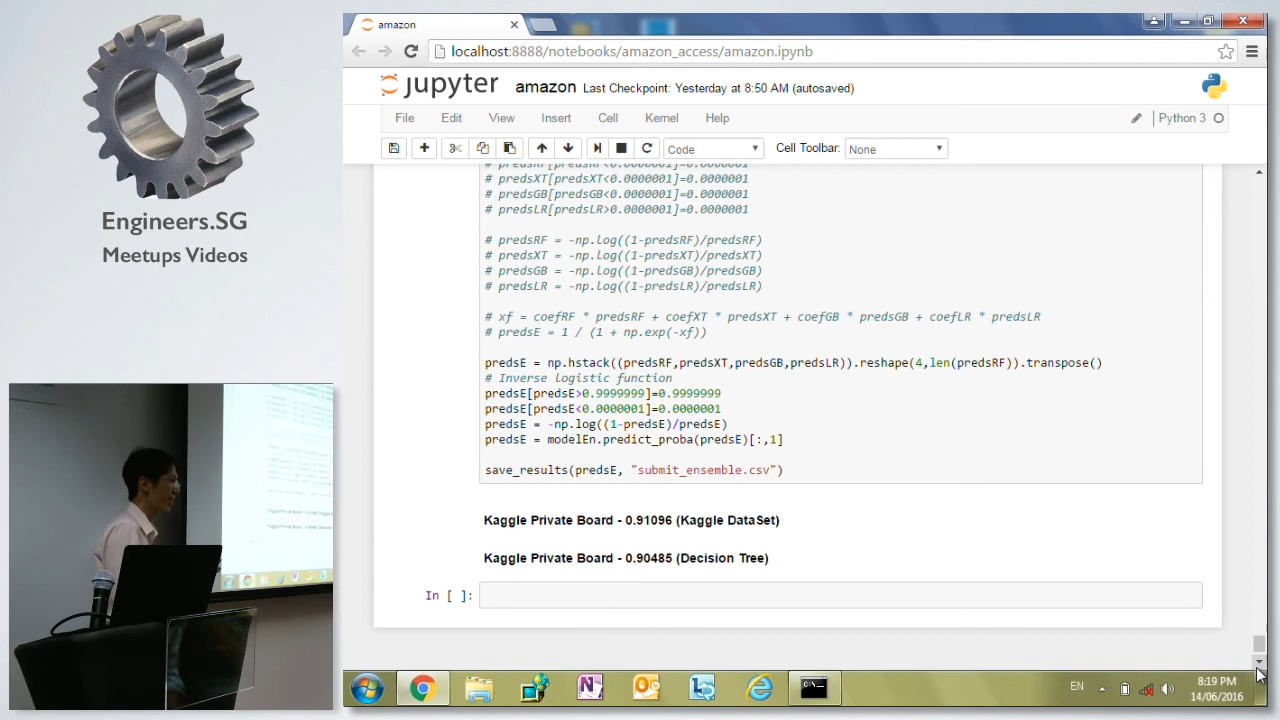 Engineers.SG
Meetups Videos
amazon
localhost:8888/notebooks/amazon_access/amazon.ipynb
jupyter amazon Last Checkpoint: Yesterday at 8:50 AM (autosaved)
File Edit View Insert Cell Kernel Help Python 3
Code Cell Toolbar: None
# predsRF[predsRF<0.0000001]=0.0000001
# predsXT[predsXT<0.0000001]=0.0000001
# predsGB[predsGB<0.0000001]=0.0000001
# predsLR[predsLR>0.0000001]=0.0000001
# predsRF = -np.log((1-predsRF)/predsRF)
# predsXT = -np.log((1-predsXT)/predsXT)
# predsGB = -np.log((1-predsGB)/predsGB)
# predsLR = -np.log((1-predsLR)/predsLR)
# xf = coefRF * predsRF + coefXT * predsXT + coefGB * predsGB + coefLR * predsLR
# predsE = 1 / (1 + np.exp(-xf))
predsE = np.hstack((predsRF,predsXT,predsGB,predsLR)).reshape(4,len(predsRF)).transpose()
# Inverse logistic function
predsE[predsE>0.9999999]=0.9999999
predsE[predsE<0.0000001]=0.0000001
predsE = -np.log((1-predsE)/predsE)
predsE = modelEn.predict_proba(predsE)[:,1]
save_results(predsE, "submit_ensemble.csv")
Kaggle Private Board - 0.91096 (Kaggle DataSet)
Kaggle Private Board - 0.90485 (Decision Tree)
In [ ]:
EN
8:19 PM
14/06/2016